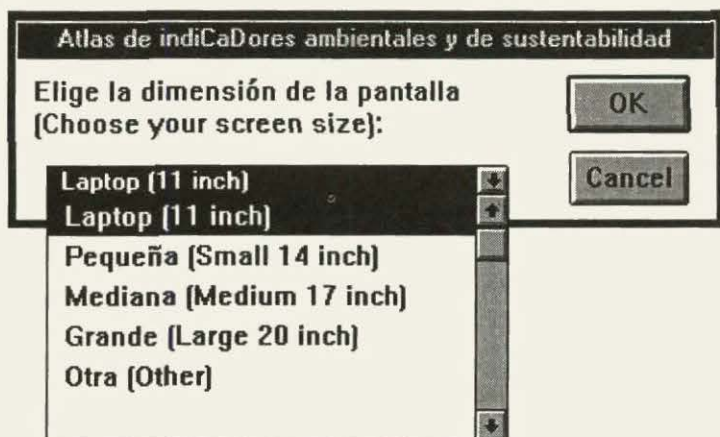 Atlas de indiCaDores ambientales y de sustentabilidad
Elige la dimensión de la pantalla
(Choose your screen size):
OK
Cancel
Laptop (11 inch)
Laptop (11 inch)
Pequeña (Small 14 inch)
Mediana (Medium 17 inch)
Grande (Large 20 inch)
Otra (Other)